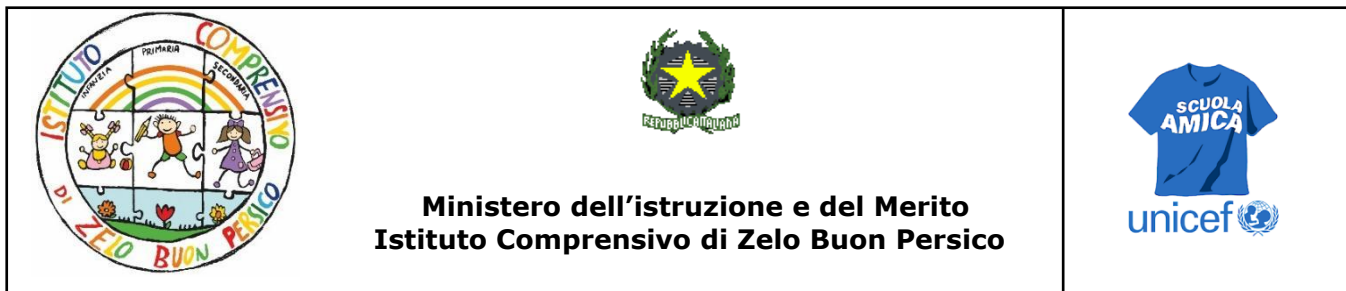 ISTITUTO COMPRENSIVO
DI ZELO BUON PERSICO
INFANZIA
PRIMARIA
SECONDARIA
REPUBBLICA ITALIANA
Ministero dell’istruzione e del Merito
Istituto Comprensivo di Zelo Buon Persico
SCUOLA
AMICA
unicef